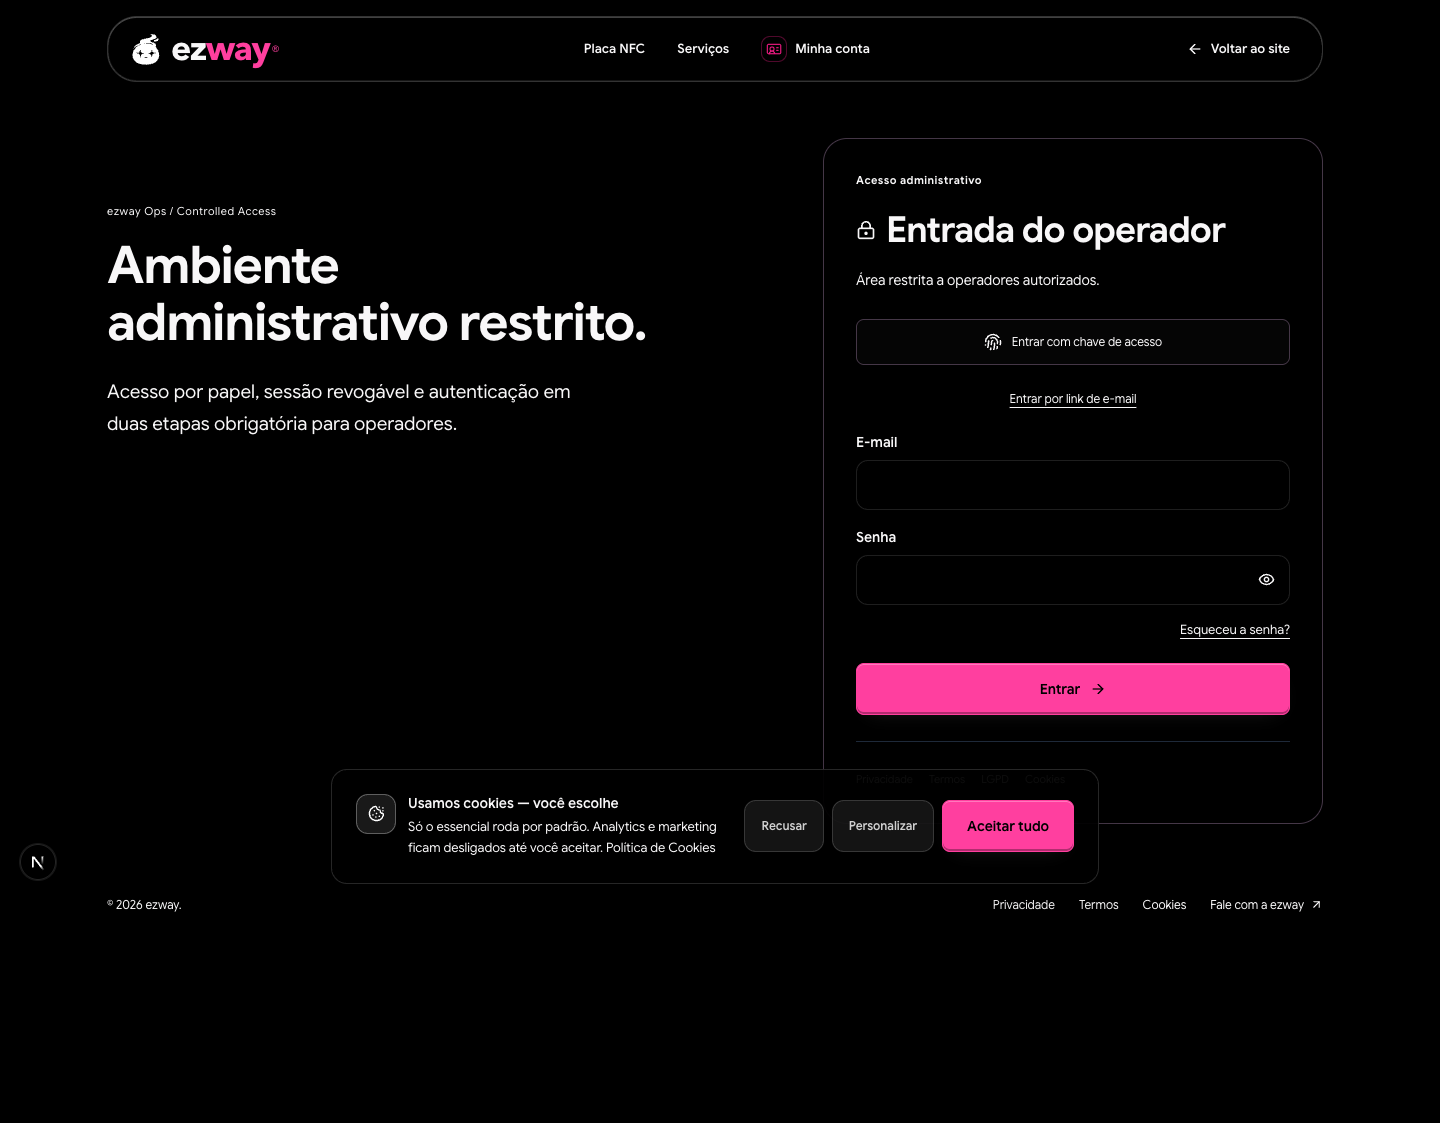 ezway®
Placa NFC
Serviços
Minha conta
Voltar ao site
ezway Ops / Controlled Access
Ambiente
administrativo restrito.
Acesso por papel, sessão revogável e autenticação em
duas etapas obrigatória para operadores.
Acesso administrativo
Entrada do operador
Área restrita a operadores autorizados.
Entrar com chave de acesso
Entrar por link de e-mail
E-mail
Senha
Esqueceu a senha?
Entrar
Privacidade Termos LGPD Cookies
Usamos cookies — você escolhe
Só o essencial roda por padrão. Analytics e marketing
ficam desligados até você aceitar. Política de Cookies
Recusar
Personalizar
Aceitar tudo
N
© 2026 ezway.
Privacidade
Termos
Cookies
Fale com a ezway